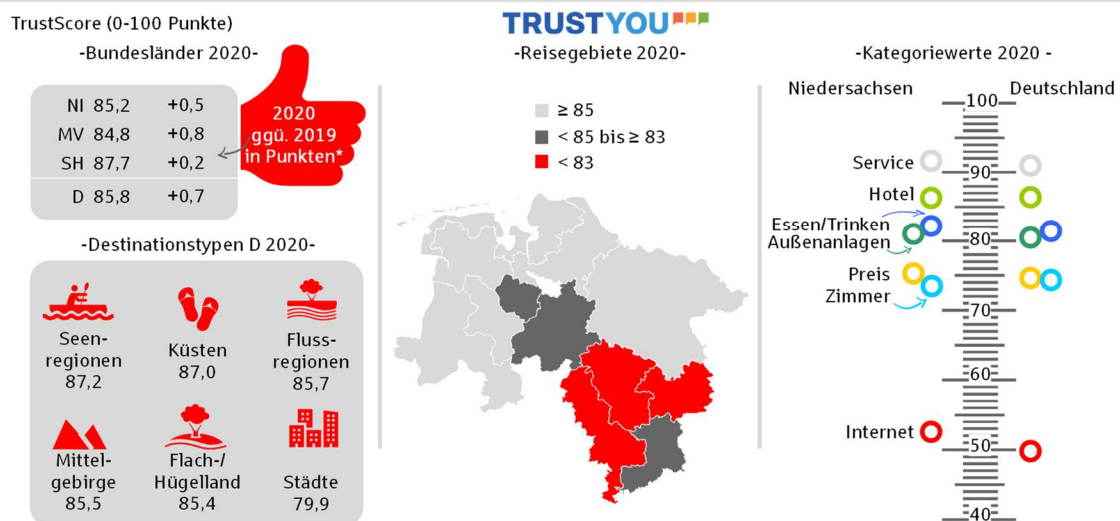 TrustScore (0-100 Punkte)
-Bundesländer 2020-
NI 85,2 +0,5
MV 84,8 +0,8
SH 87,7 +0,2
D 85,8 +0,7
2020
ggü. 2019
in Punkten*
-Destinationstypen D 2020-
Seen-
regionen
87,2
Küsten
87,0
Fluss-
regionen
85,7
Mittel-
gebirge
85,5
Flach-/
Hügelland
85,4
Städte
79,9
TRUSTYOU
-Reisegebiete 2020-
≥ 85
< 85 bis ≥ 83
< 83
-Kategoriewerte 2020 -
Niedersachsen
Deutschland
100
Service
90
Hotel
Essen/Trinken
Außenanlagen
80
Preis
Zimmer
70
60
Internet
50
40